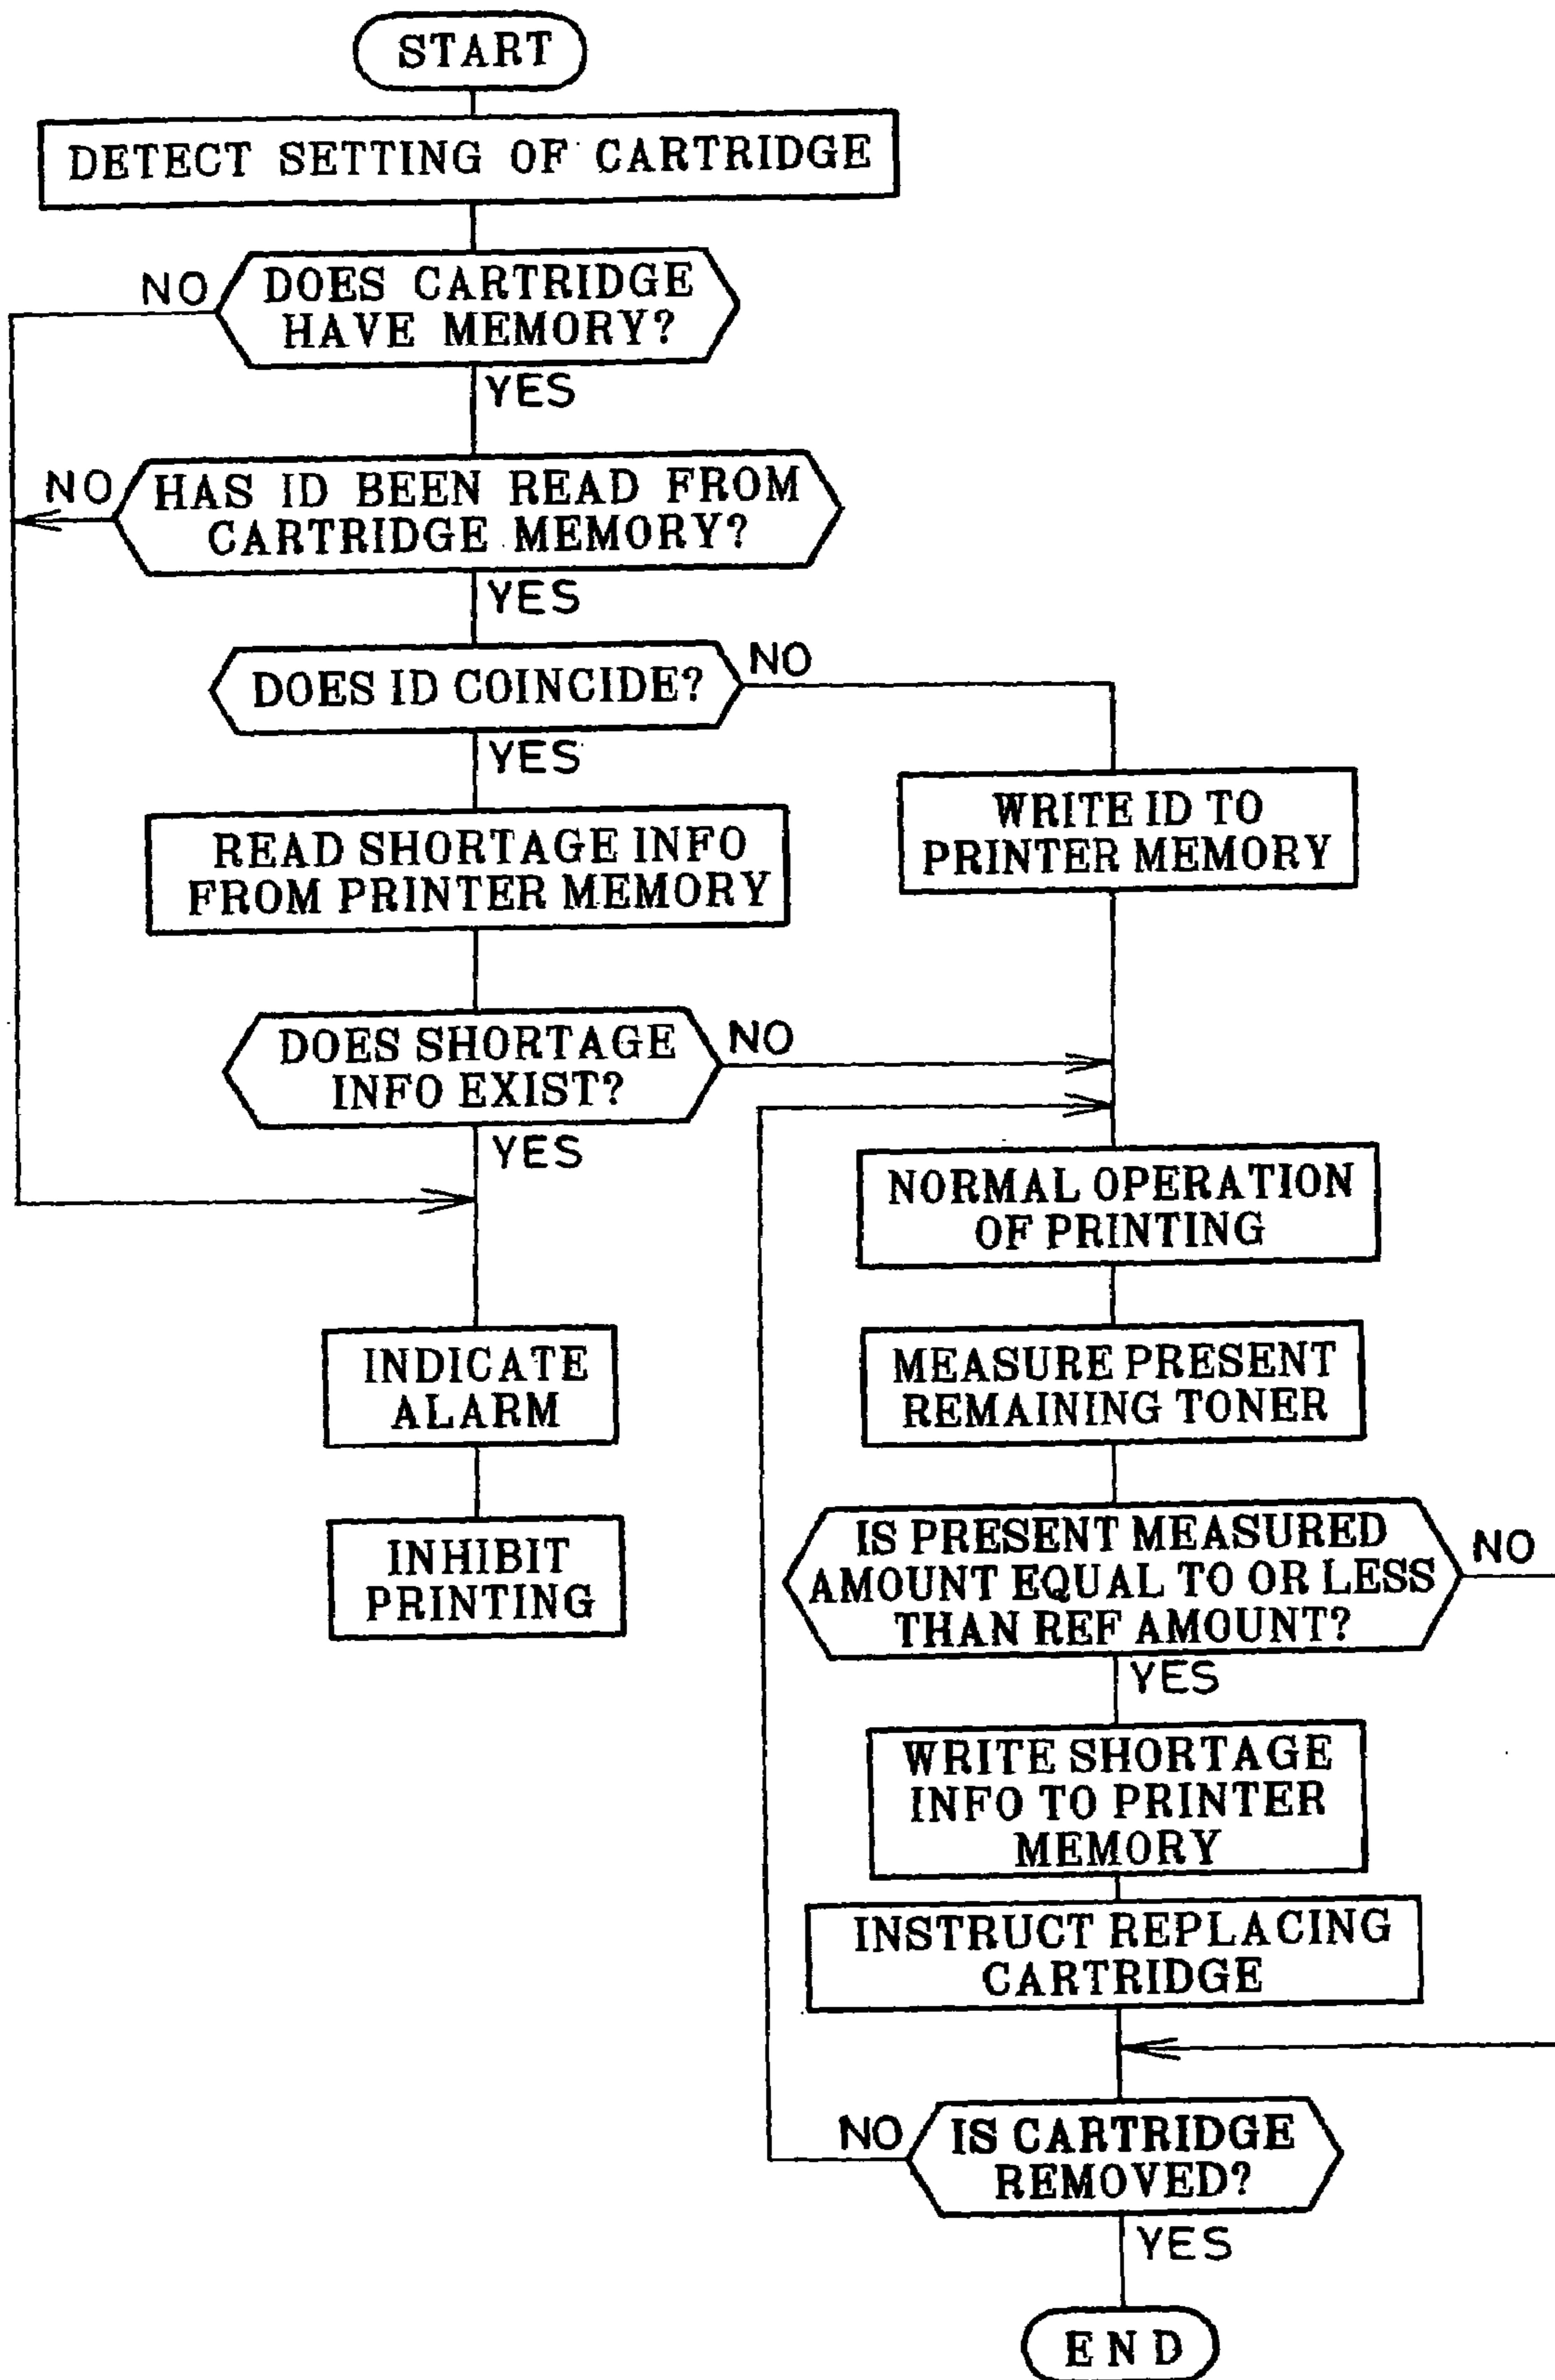 START
DETECT SETTING OF CARTRIDGE
NO
DOES CARTRIDGE
HAVE MEMORY?
YES
NO
HAS ID BEEN READ FROM
CARTRIDGE MEMORY?
YES
DOES ID COINCIDE?
NO
YES
READ SHORTAGE INFO
FROM PRINTER MEMORY
WRITE ID TO
PRINTER MEMORY
DOES SHORTAGE
INFO EXIST?
NO
YES
NORMAL OPERATION
OF PRINTING
INDICATE
ALARM
MEASURE PRESENT
REMAINING TONER
INHIBIT
PRINTING
IS PRESENT MEASURED
AMOUNT EQUAL TO OR LESS
THAN REF AMOUNT?
NO
YES
WRITE SHORTAGE
INFO TO PRINTER
MEMORY
INSTRUCT REPLACING
CARTRIDGE
NO
IS CARTRIDGE
REMOVED?
YES
END